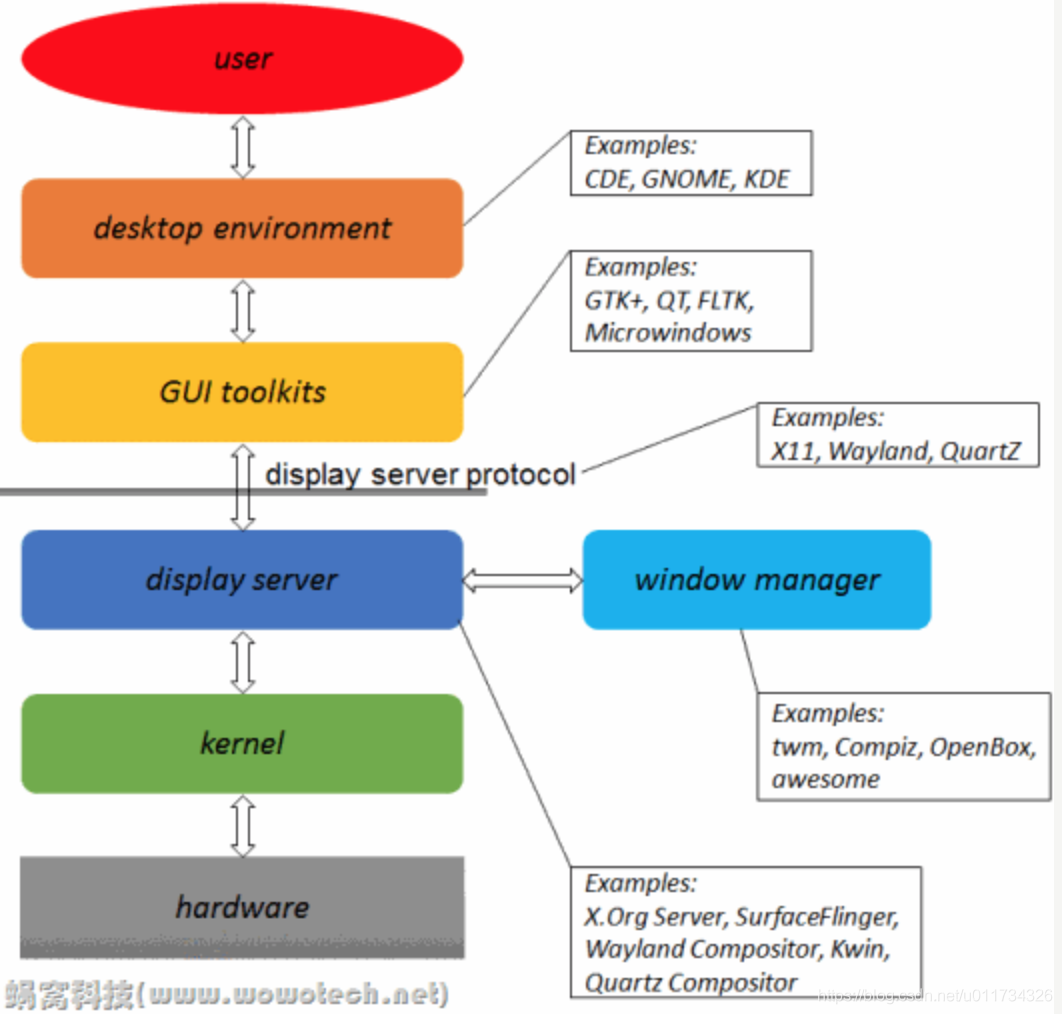 user
Examples:
CDE, GNOME, KDE
desktop environment
Examples:
GTK+, QT, FLTK,
Microwindows
GUI toolkits
Examples:
X11, Wayland, QuartZ
display server protocol
display server
window manager
Examples:
twm, Compiz, OpenBox,
awesome
kernel
Examples:
X.Org Server, SurfaceFlinger,
Wayland Compositor, Kwin,
Quartz Compositor
hardware
蜗窝科技(www.wowotech.net)
https://blog.csdn.net/u011734326